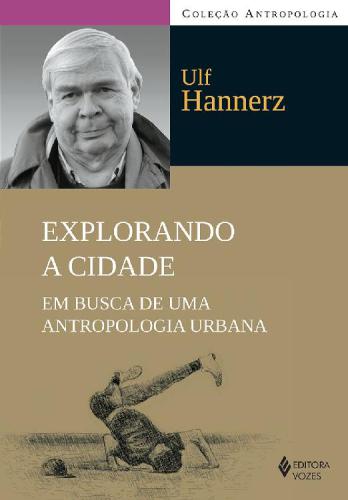 Coleção Antropologia
Ulf
Hannerz
EXPLORANDO
A CIDADE
EM BUSCA DE UMA
ANTROPOLOGIA URBANA
EDITORA
VOZES